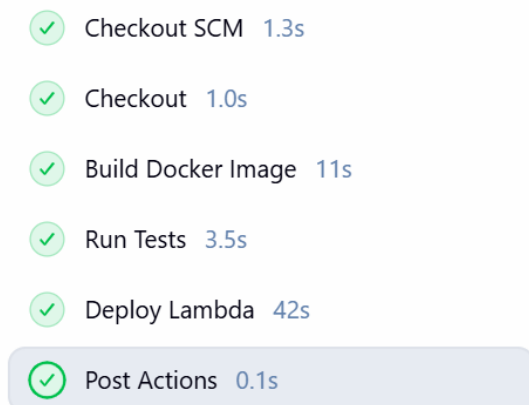 Checkout SCM 1.3s
Checkout 1.0s
Build Docker Image 11s
Run Tests 3.5s
Deploy Lambda 42s
Post Actions 0.1s